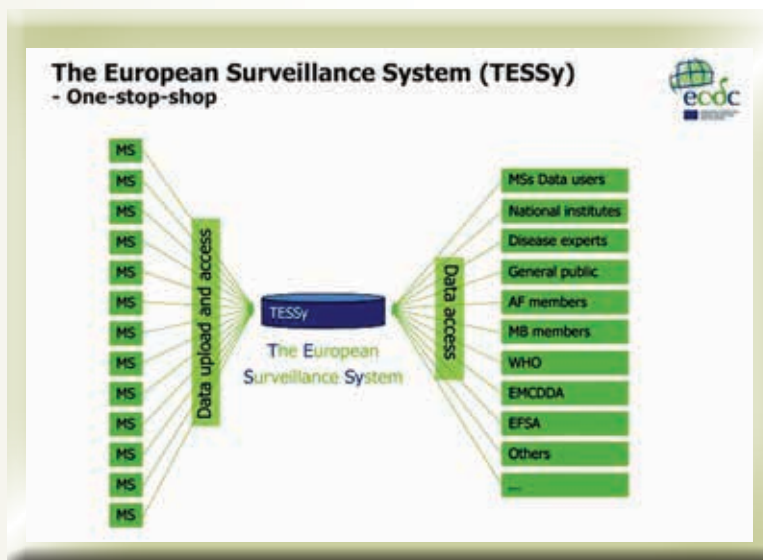 The European Surveillance System (TESSy)
- One-stop-shop
ecdc
MS
MS
MS
MS
MS
MS
MS
MS
MS
MS
MS
MS
MS
Data upload and access
TESSy
The European
Surveillance System
Data access
MSs Data users
National institutes
Disease experts
General public
AF members
MB members
WHO
EMCDDA
EFSA
Others
....